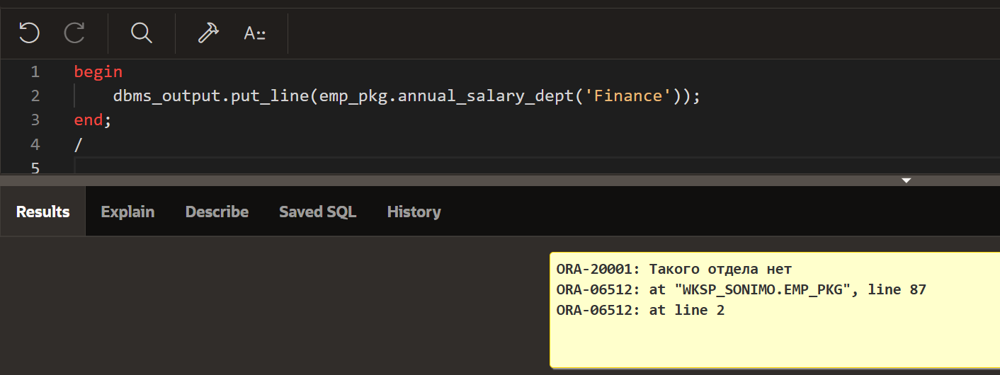 A
1 begin
2 dbms_output.put_line(emp_pkg.annual_salary_dept('Finance'));
3 end;
4 /
5
Results Explain Describe Saved SQL History
ORA-20001: Такого отдела нет
ORA-06512: at "WKSP_SONIMO.EMP_PKG", line 87
ORA-06512: at line 2